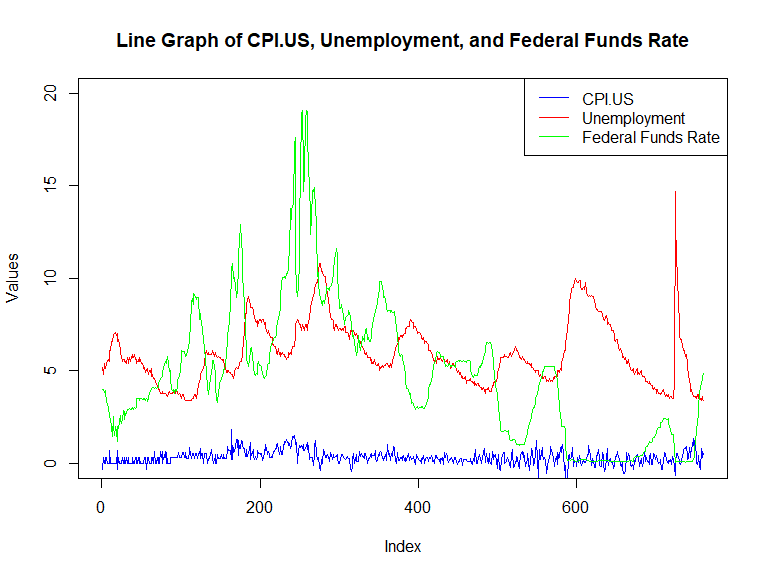 Line Graph of CPI.US, Unemployment, and Federal Funds Rate
CPI.US
Unemployment
Federal Funds Rate
Values
20
15
10
5
0
0 200 400 600
Index